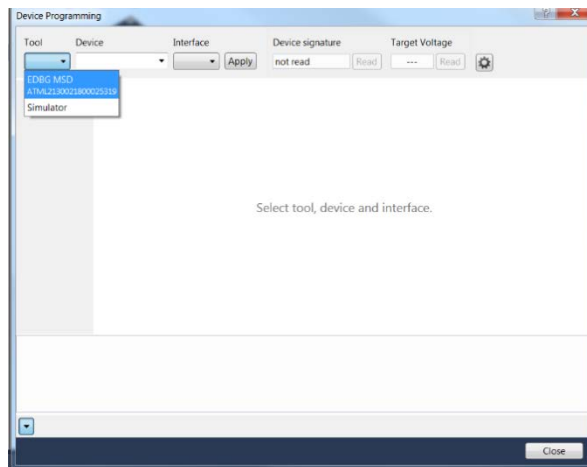 Device Programming
Tool Device Interface Device signature Target Voltage
Apply not read Read --- Read
EDBG MSD
ATML2130021800025319
Simulator
Select tool, device and interface.
Close